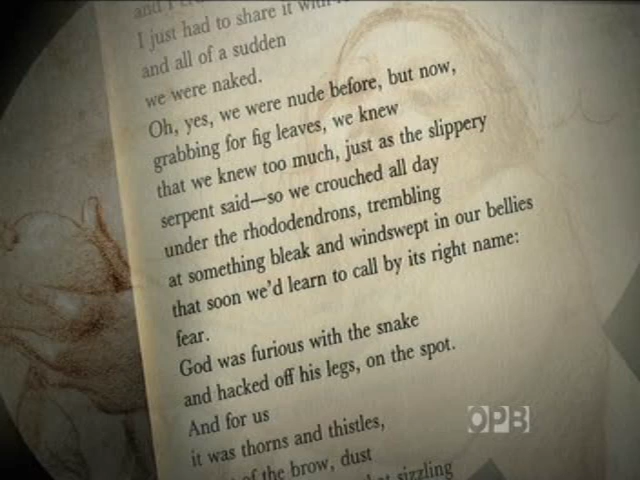 and I
I just had to share it with
and all of a sudden
we were naked.
Oh, yes, we were nude before, but now,
grabbing for fig leaves, we knew
that we knew too much, just as the slippery
serpent said—so we crouched all day
under the rhododendrons, trembling
at something bleak and windswept in our bellies
that soon we'd learn to call by its right name:
fear.
God was furious with the snake
and hacked off his legs, on the spot.
And for us
it was thorns and thistles,
of the brow, dust
sizzling
OPB